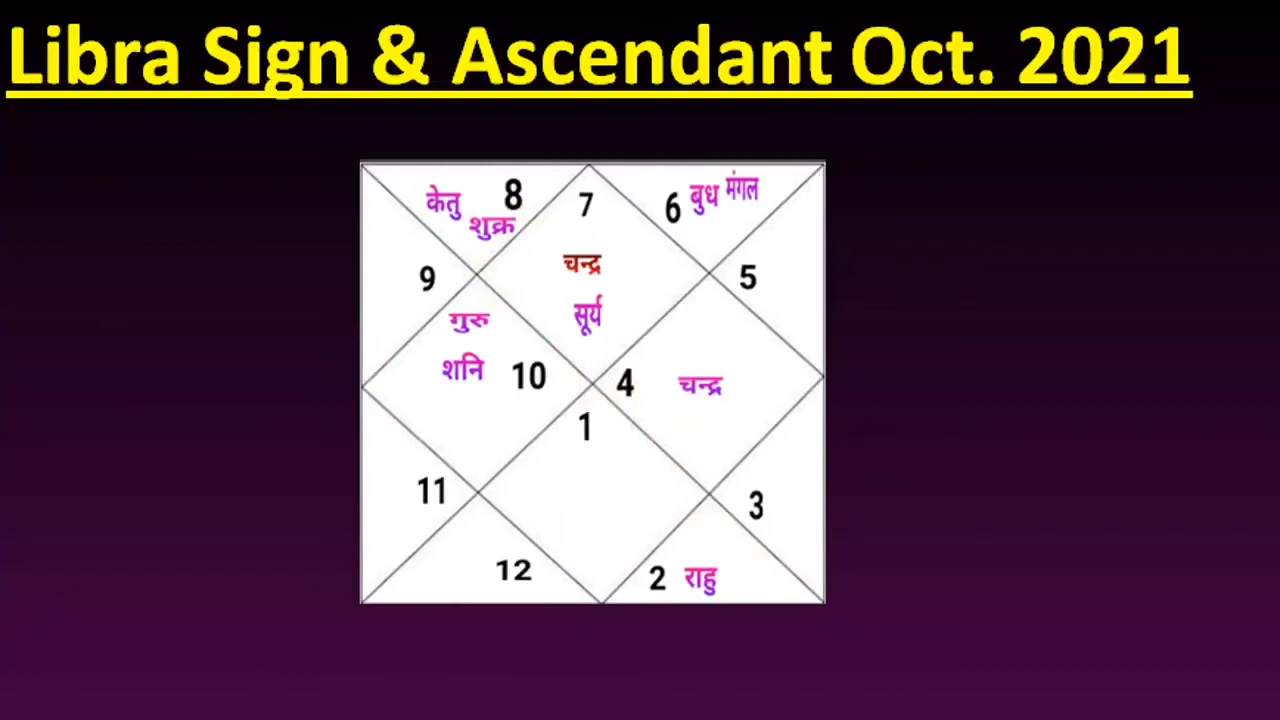 Libra Sign & Ascendant Oct. 2021
केतु 8 शुक्र
7
6 बुध मंगल
चन्द्र
सूर्य
9
5
गुरु
शनि 10
4 चन्द्र
1
11
3
12
2 राहु